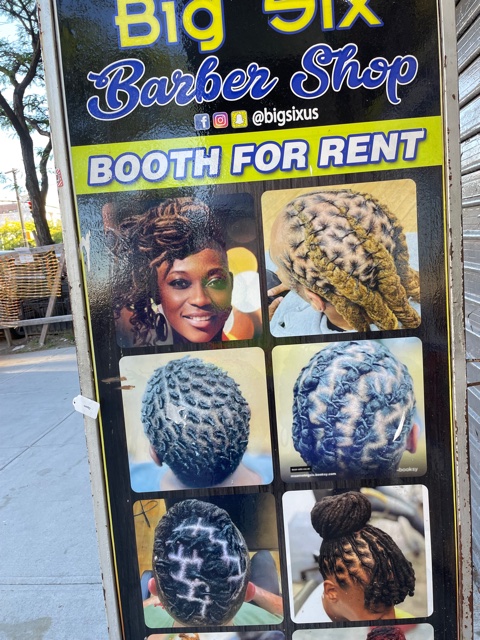 Big Six
Barber Shop
@bigsixus
BOOTH FOR RENT